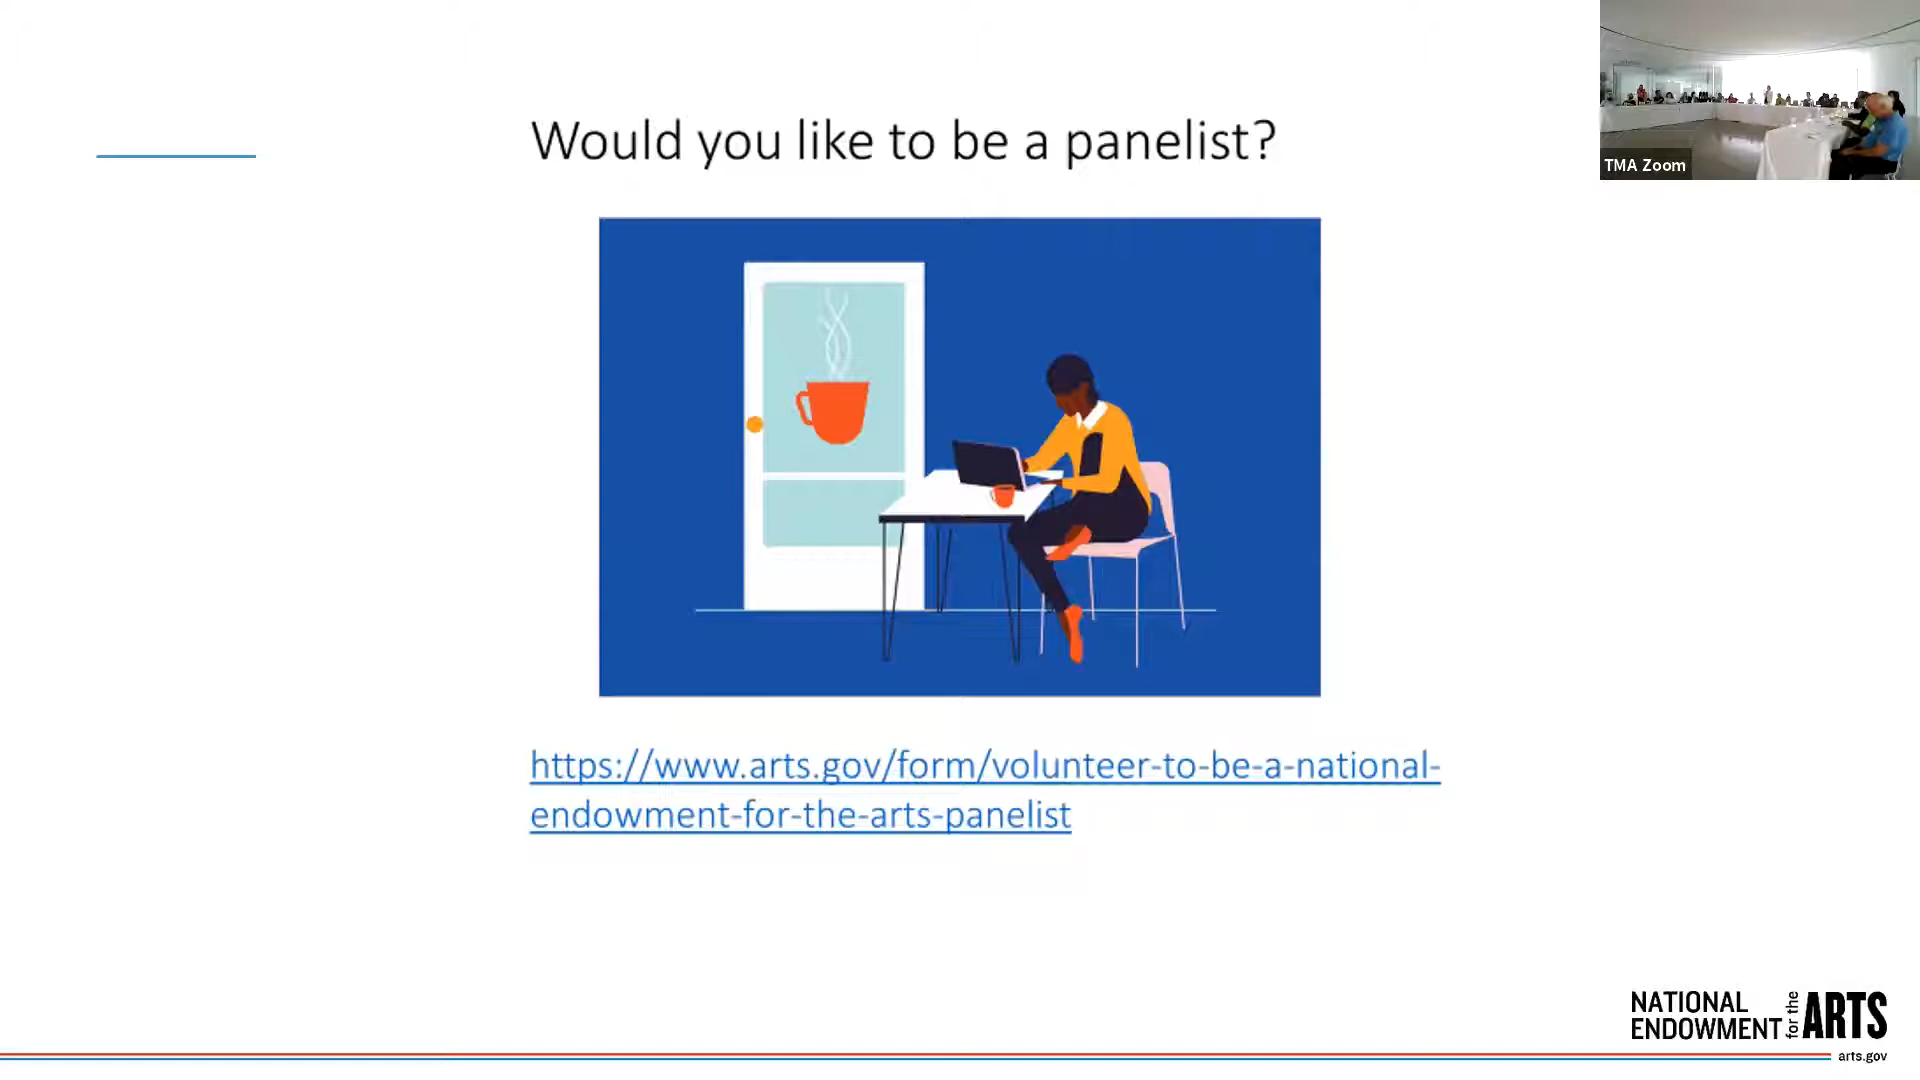 Would you like to be a panelist?
TMA Zoom
https://www.arts.gov/form/volunteer-to-be-a-national-
endowment-for-the-arts-panelist
NATIONAL
ENDOWMENT
for the
ARTS
arts.gov